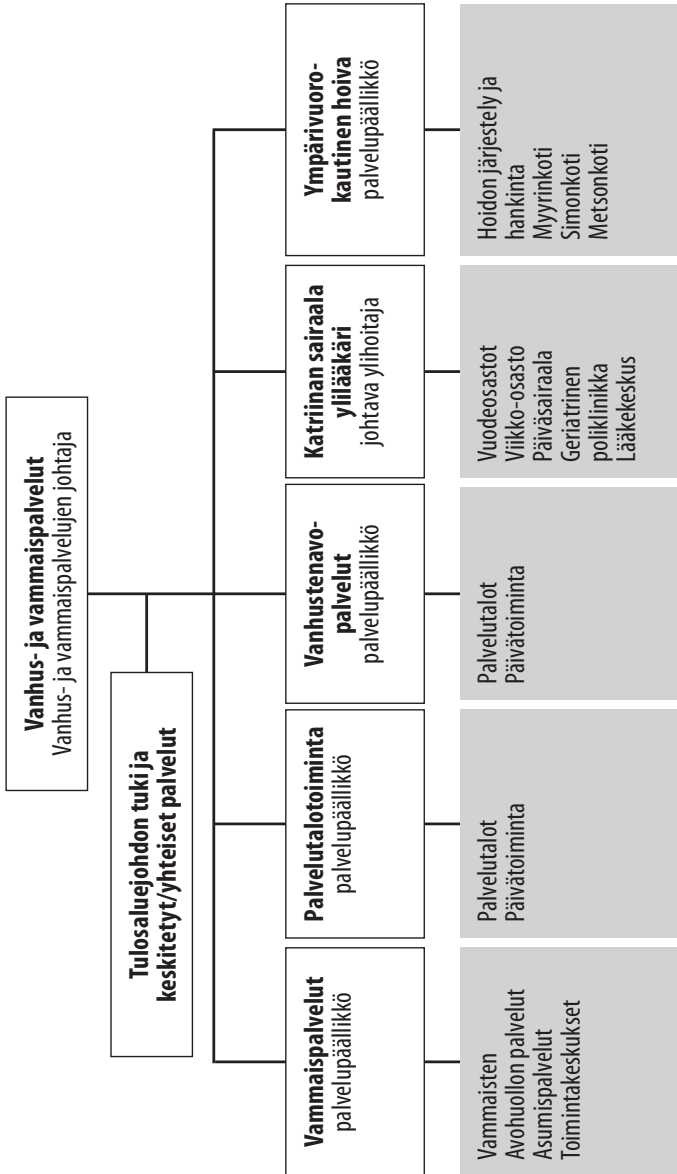 Vanhus- ja vammaispalvelut
Vanhus- ja vammaispalvelujen johtaja
Tulosaluejohdon tuki ja
keskitetyt/yhteiset palvelut
Vammaispalvelut
palvelupäällikkö
Palvelutalotoiminta
palvelupäällikkö
Vanhustenavo-
palvelut
palvelupäällikkö
Katriinan sairaala
ylilääkäri
johtava ylihoitaja
Ympärivuoro-
kautinen hoiva
palvelupäällikkö
Vammaisten
Avohuollon palvelut
Asumispalvelut
Toimintakeskukset
Palvelutalot
Päivätoiminta
Palvelutalot
Päivätoiminta
Vuodeosastot
Viikko-osasto
Päiväsairaala
Geriatrinen
poliklinikka
Lääkekeskus
Hoidon järjestely ja
hankinta
Myyrinkoti
Simonkoti
Metsonkoti